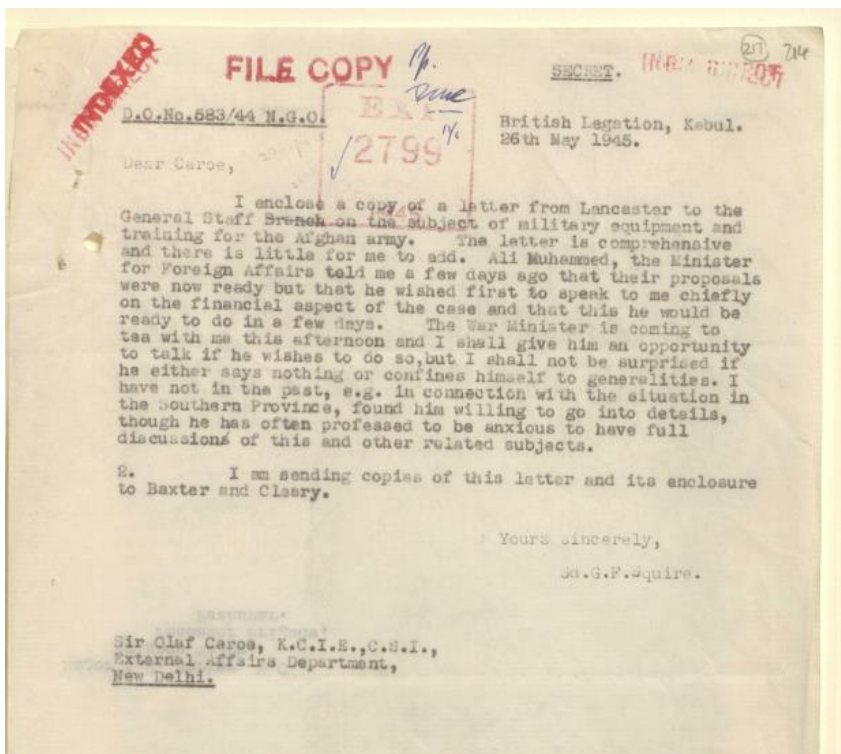 INDEXED
FILE COPY
SECRET.
INDIA DIRECT
217 214
D.O.No.583/44 N.G.O.
EXT
2799
1945
British Legation, Kabul.
26th May 1945.
Dear Caroe,
I enclose a copy of a letter from Lancaster to the
General Staff Branch on the subject of military equipment and
training for the Afghan army. The letter is comprehensive
and there is little for me to add. Ali Muhammed, the Minister
for Foreign Affairs told me a few days ago that their proposals
were now ready but that he wished first to speak to me chiefly
on the financial aspect of the case and that this he would be
ready to do in a few days. The War Minister is coming to
tea with me this afternoon and I shall give him an opportunity
to talk if he wishes to do so,but I shall not be surprised if
he either says nothing or confines himself to generalities. I
have not in the past, e.g. in connection with the situation in
the Southern Province, found him willing to go into details,
though he has often professed to be anxious to have full
discussions of this and other related subjects.
2. I am sending copies of this letter and its enclosure
to Baxter and Cleary.
Yours sincerely,
Sd.G.F.Squire.
Sir Olaf Caroe, K.C.I.E.,C.S.I.,
External Affairs Department,
New Delhi.